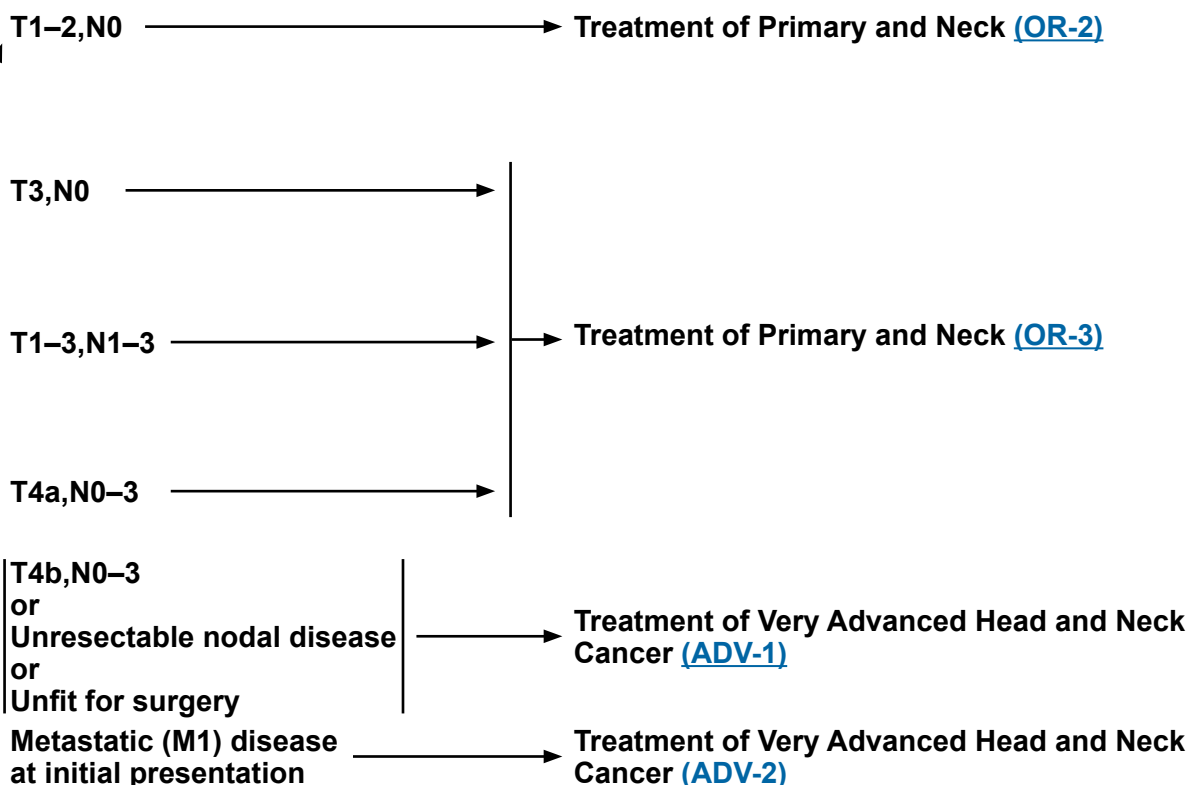 T1–2,N0
Treatment of Primary and Neck (OR-2)
T3,N0
T1–3,N1–3
Treatment of Primary and Neck (OR-3)
T4a,N0–3
T4b,N0–3
or
Unresectable nodal disease
or
Unfit for surgery
Treatment of Very Advanced Head and Neck
Cancer (ADV-1)
Metastatic (M1) disease
at initial presentation
Treatment of Very Advanced Head and Neck
Cancer (ADV-2)